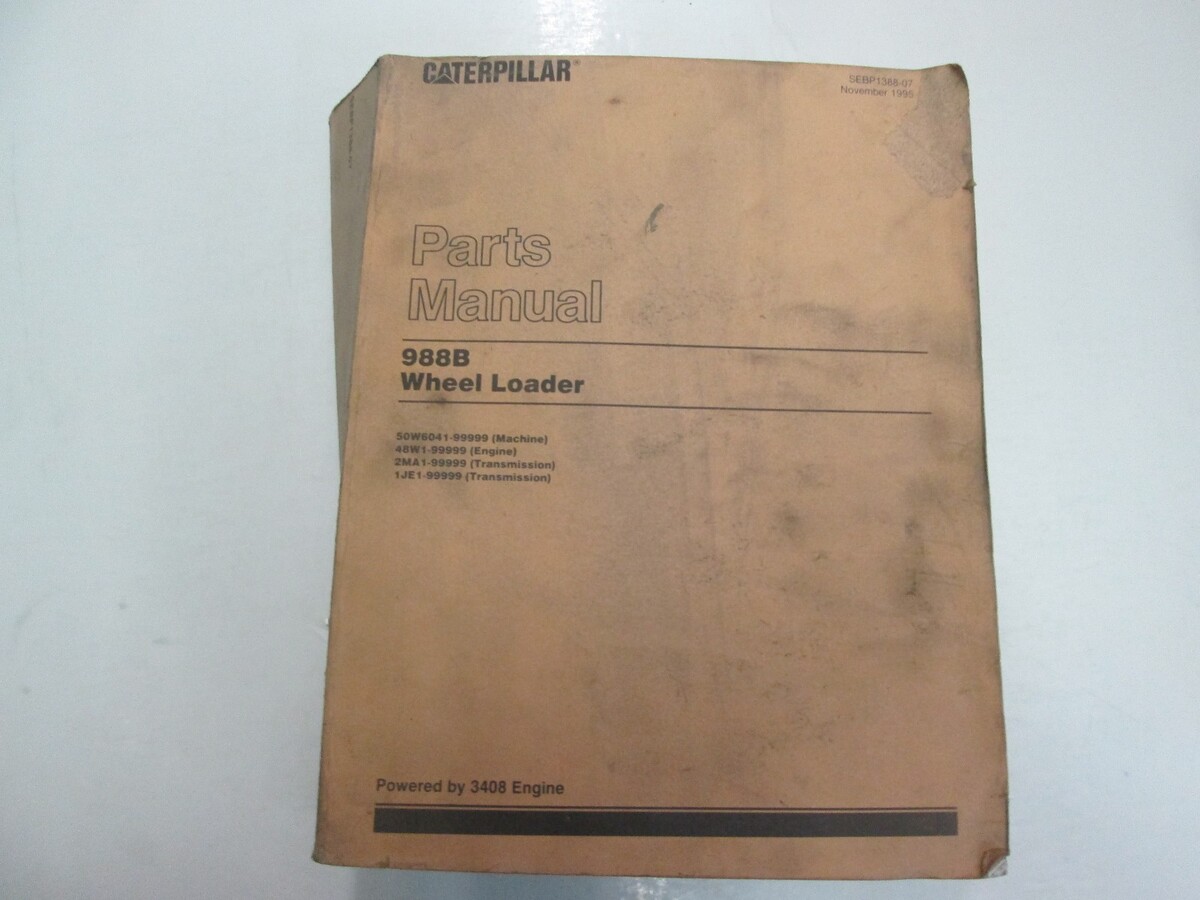 CATERPILLAR®
SEBP1388-07
November 1995
Parts
Manual
988B
Wheel Loader
50W6041-99999 (Machine)
48W1-99999 (Engine)
2MA1-99999 (Transmission)
1JE1-99999 (Transmission)
Powered by 3408 Engine